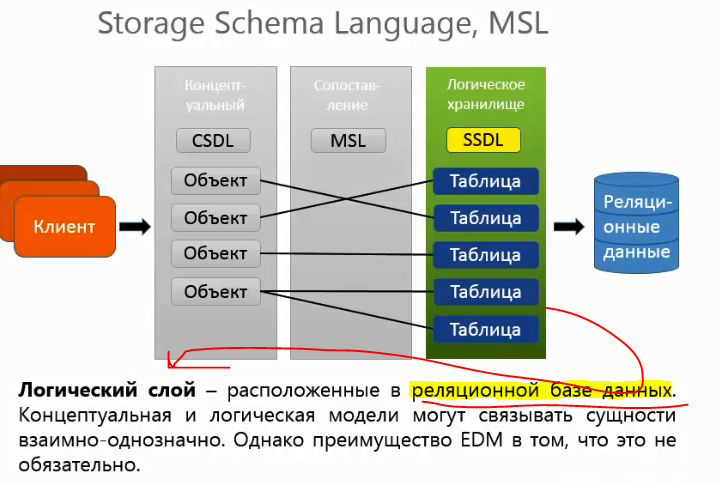 Storage Schema Language, MSL
Концепт-
уальный
Сопостав-
ление
Логическое
хранилище
CSDL
MSL
SSDL
Объект
Объект
Объект
Объект
Таблица
Таблица
Таблица
Таблица
Таблица
Клиент
Реляци-
онные
данные
Логический слой – расположенные в реляционной базе данных.
Концептуальная и логическая модели могут связывать сущности
взаимно-однозначно. Однако преимущество EDM в том, что это не
обязательно.